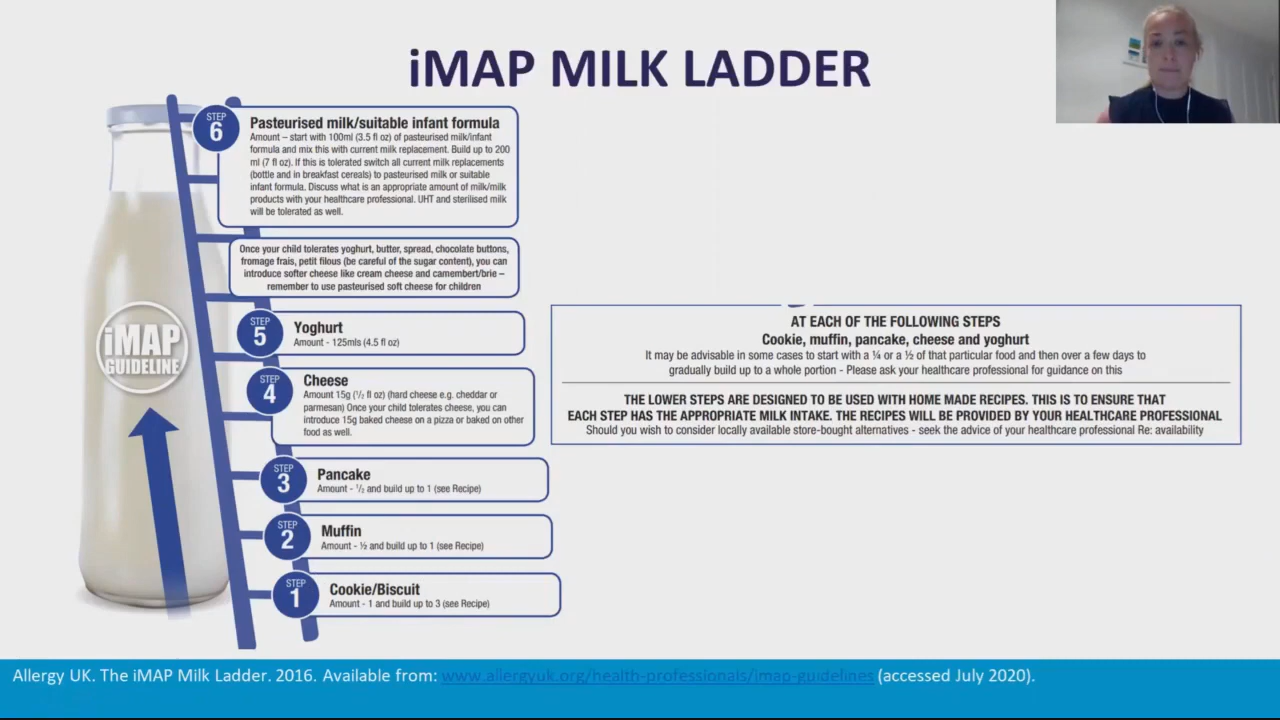 iMAP MILK LADDER
STEP
6
Pasteurised milk/suitable infant formula
Amount – start with 100ml (3.5 fl oz) of pasteurised milk/infant
formula and mix this with current milk replacement. Build up to 200
ml (7 fl oz). If this is tolerated switch all current milk replacements
(bottle and in breakfast cereals) to pasteurised milk or suitable
infant formula. Discuss what is an appropriate amount of milk/milk
products with your healthcare professional. UHT and sterilised milk
will be tolerated as well.
Once your child tolerates yoghurt, butter, spread, chocolate buttons,
fromage frais, petit filous (be careful of the sugar content), you can
introduce softer cheese like cream cheese and camembert/brie –
remember to use pasteurised soft cheese for children
STEP
5
Yoghurt
Amount - 125mls (4.5 fl oz)
STEP
4
Cheese
Amount 15g (1/2 fl oz) (hard cheese e.g. cheddar or
parmesan) Once your child tolerates cheese, you can
introduce 15g baked cheese on a pizza or baked on other
food as well.
STEP
3
Pancake
Amount - 1/2 and build up to 1 (see Recipe)
STEP
2
Muffin
Amount - ½ and build up to 1 (see Recipe)
STEP
1
Cookie/Biscuit
Amount - 1 and build up to 3 (see Recipe)
iMAP
GUIDELINE
AT EACH OF THE FOLLOWING STEPS
Cookie, muffin, pancake, cheese and yoghurt
It may be advisable in some cases to start with a ¼ or a ½ of that particular food and then over a few days to
gradually build up to a whole portion - Please ask your healthcare professional for guidance on this
THE LOWER STEPS ARE DESIGNED TO BE USED WITH HOME MADE RECIPES. THIS IS TO ENSURE THAT
EACH STEP HAS THE APPROPRIATE MILK INTAKE. THE RECIPES WILL BE PROVIDED BY YOUR HEALTHCARE PROFESSIONAL
Should you wish to consider locally available store-bought alternatives - seek the advice of your healthcare professional Re: availability
Allergy UK. The iMAP Milk Ladder. 2016. Available from: www.allergyuk.org/health-professionals/imap-guidelines (accessed July 2020).